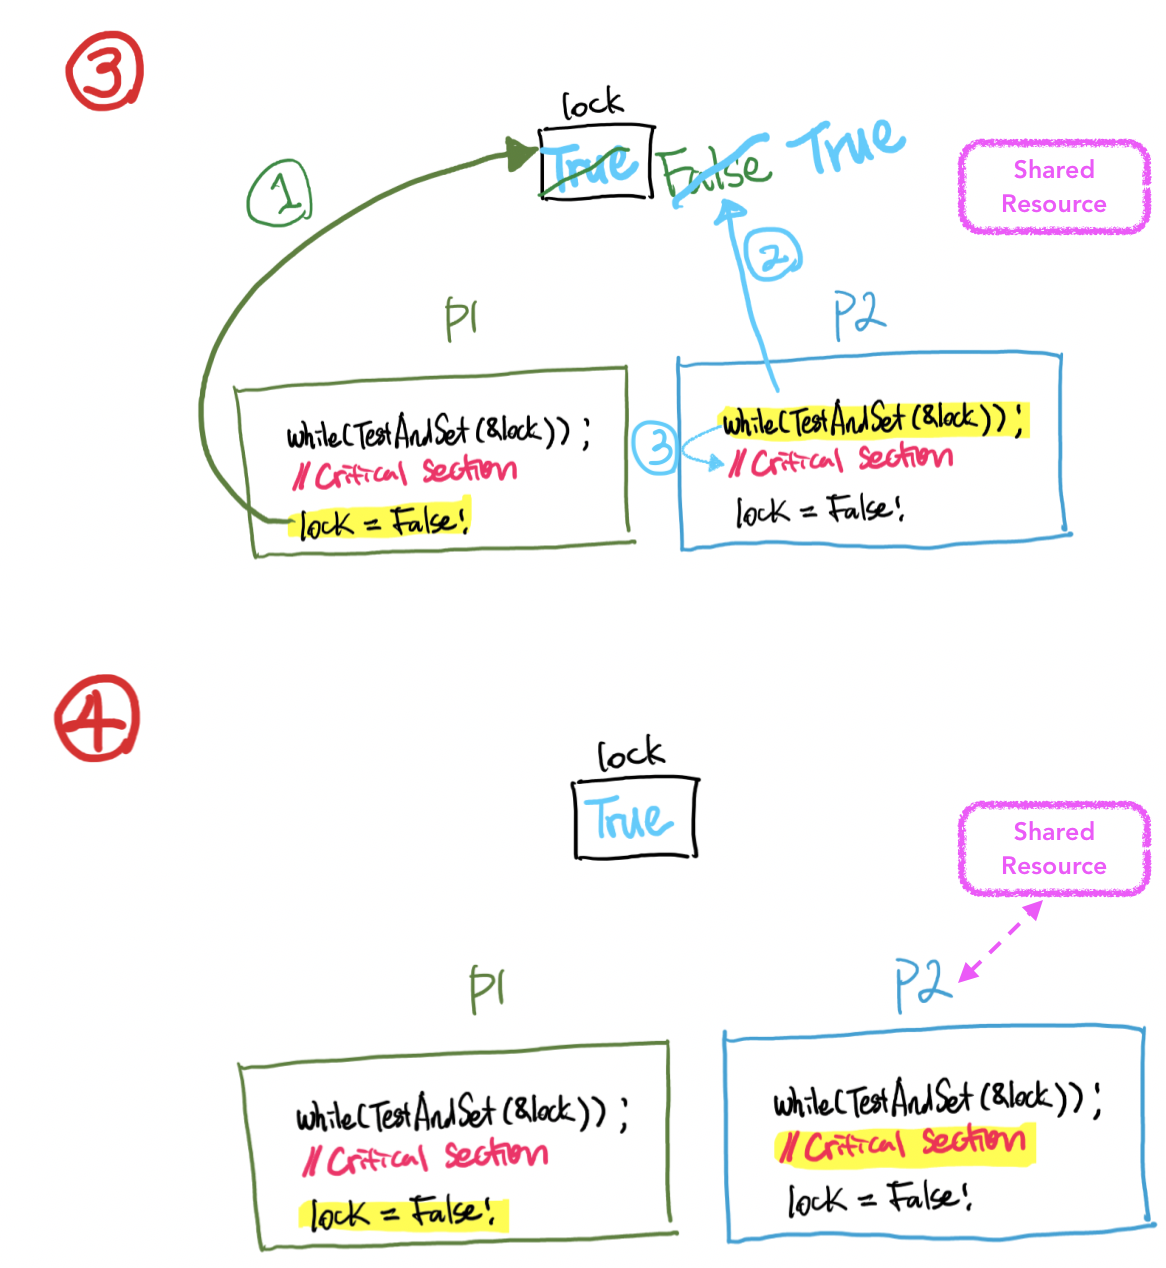 ③
lock
True False True
Shared
Resource
①
②
P1
P2
while(TestAndSet(&lock));
// Critical section
lock = False;
③
while(TestAndSet(&lock));
// Critical section
lock = False;
④
lock
True
Shared
Resource
P1
P2
while(TestAndSet(&lock));
// Critical section
lock = False;
while(TestAndSet(&lock));
// Critical section
lock = False;